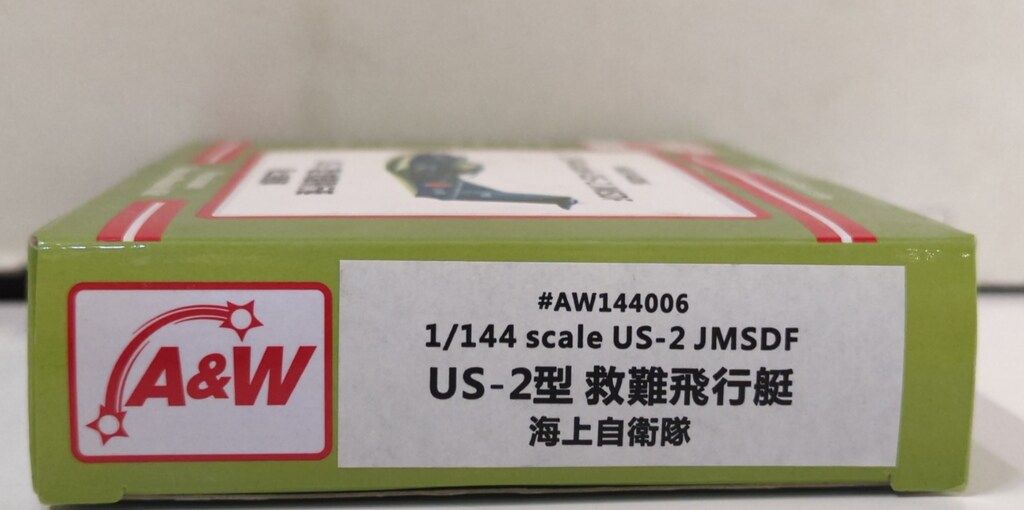 A&W
#AW144006
1/144 scale US-2 JMSDF
US-2型 救難飛行艇
海上自衛隊